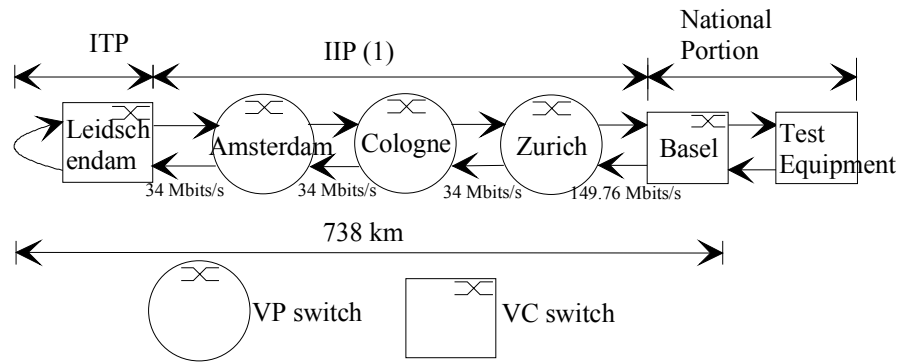 National
Portion
ITP
IIP (1)
Leidsch
endam
Amsterdam
Cologne
Zurich
Basel
Test
Equipment
34 Mbits/s
34 Mbits/s
34 Mbits/s
149.76 Mbits/s
738 km
VP switch
VC switch